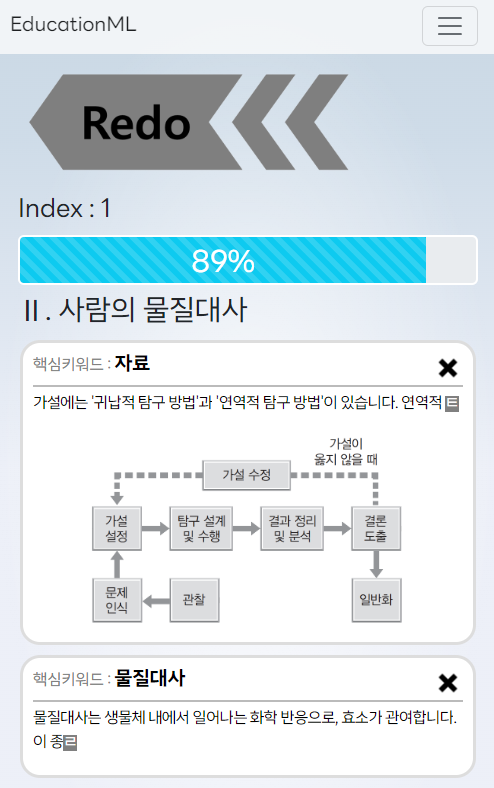 EducationML
Redo
Index : 1
89%
Ⅱ. 사람의 물질대사
핵심키워드 : 자료
가설에는 '귀납적 탐구 방법'과 '연역적 탐구 방법'이 있습니다. 연역적 ㅌ
가설이
옳지 않을 때
가설 수정
가설
설정
탐구 설계
및 수행
결과 정리
및 분석
결론
도출
문제
인식
관찰
일반화
핵심키워드 : 물질대사
물질대사는 생물체 내에서 일어나는 화학 반응으로, 효소가 관여합니다.
이 종ㄹ